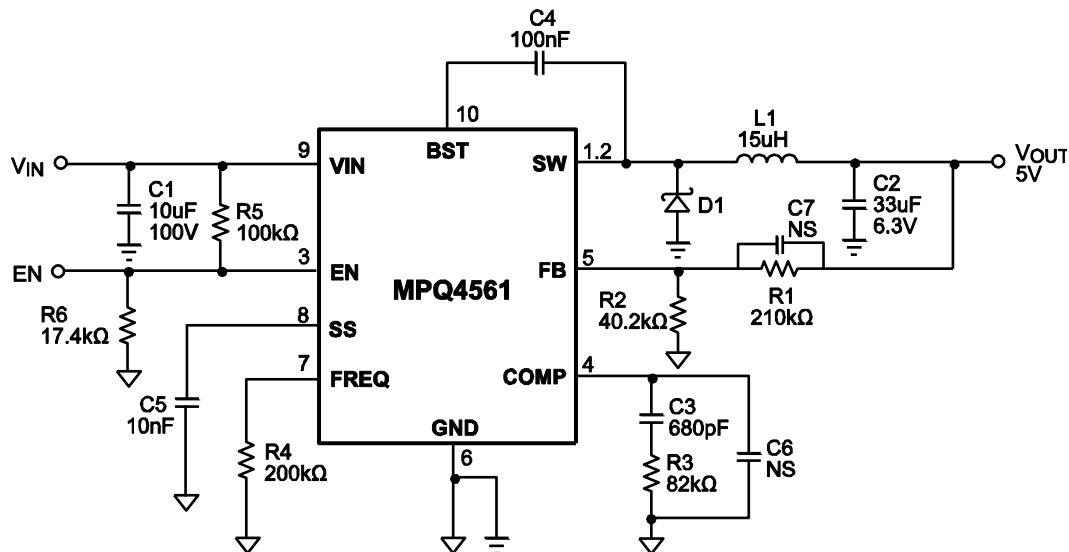 C4
100nF
10
BST
L1
15uH
VIN
9
VIN
SW
1.2
VOUT
5V
C1
10uF
100V
R5
100kΩ
D1
C2
33uF
6.3V
C7
NS
EN
3
EN
FB
5
MPQ4561
R1
210kΩ
R2
40.2kΩ
R6
17.4kΩ
8
SS
7
FREQ
COMP
4
C5
10nF
GND
6
R4
200kΩ
C3
680pF
R3
82kΩ
C6
NS